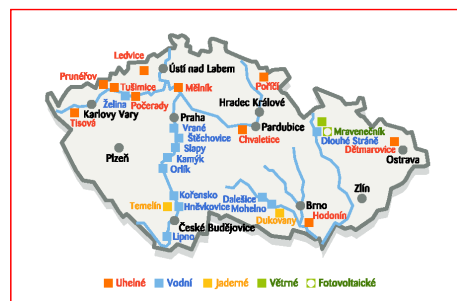 Ledvice
Ústí nad Labem
Prunéřov
Tušimice
Mělník
Poříčí
Želina
Počerady
Karlovy Vary
Hradec Králové
Tisová
Praha
Pardubice
Mravenečník
Vrané
Chvaletice
Dlouhé Stráně
Štěchovice
Dětmarovice
Plzeň
Slapy
Ostrava
Kamýk
Orlík
Kořensko
Dalešice
Zlín
Temelín
Hněvkovice
Mohelno
Brno
Dukovany
Hodonín
České Budějovice
Lipno
Uhelné
Vodní
Jaderné
Větrné
Fotovoltaické